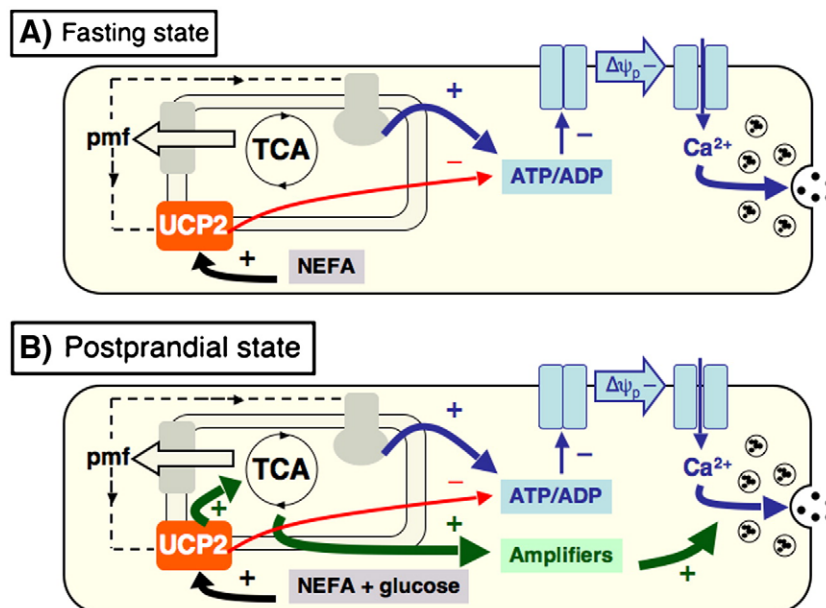 A) Fasting state
+
Δψp –
pmf
TCA
–
–
Ca2+
ATP/ADP
UCP2
+
NEFA
B) Postprandial state
+
Δψp –
pmf
TCA
–
–
Ca2+
ATP/ADP
+
+
UCP2
Amplifiers
+
+
NEFA + glucose